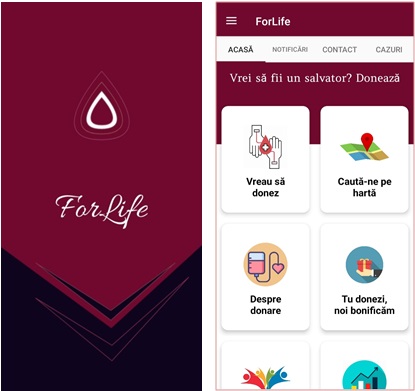 ForLife
ForLife
ACASĂ NOTIFICĂRI CONTACT CAZURI
Vrei să fii un salvator? Donează
Vreau să
donez
Caută-ne pe
hartă
Despre
donare
Tu donezi,
noi bonificăm